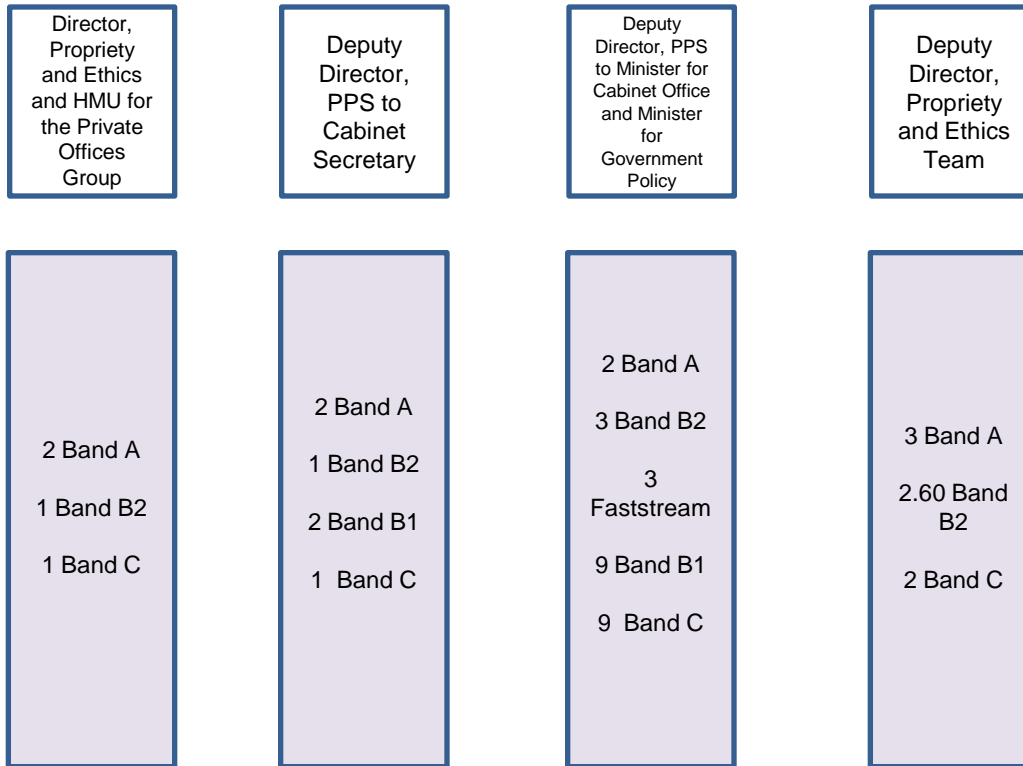 Director,
Propriety
and Ethics
and HMU for
the Private
Offices
Group
Deputy
Director,
PPS to
Cabinet
Secretary
Deputy
Director, PPS
to Minister for
Cabinet Office
and Minister
for
Government
Policy
Deputy
Director,
Propriety
and Ethics
Team
2 Band A
1 Band B2
1 Band C
2 Band A
1 Band B2
2 Band B1
1 Band C
2 Band A
3 Band B2
3
Faststream
9 Band B1
9 Band C
3 Band A
2.60 Band
B2
2 Band C